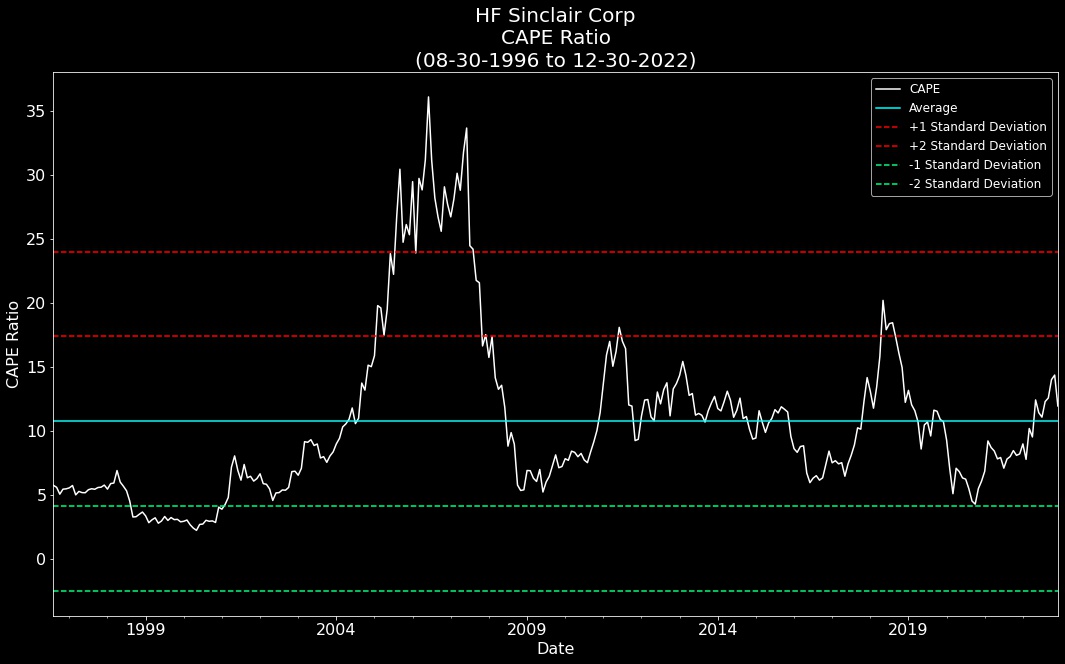 HF Sinclair Corp
CAPE Ratio
(08-30-1996 to 12-30-2022)
CAPE
Average
+1 Standard Deviation
+2 Standard Deviation
-1 Standard Deviation
-2 Standard Deviation
CAPE Ratio
35
30
25
20
15
10
5
0
1999 2004 2009 2014 2019
Date